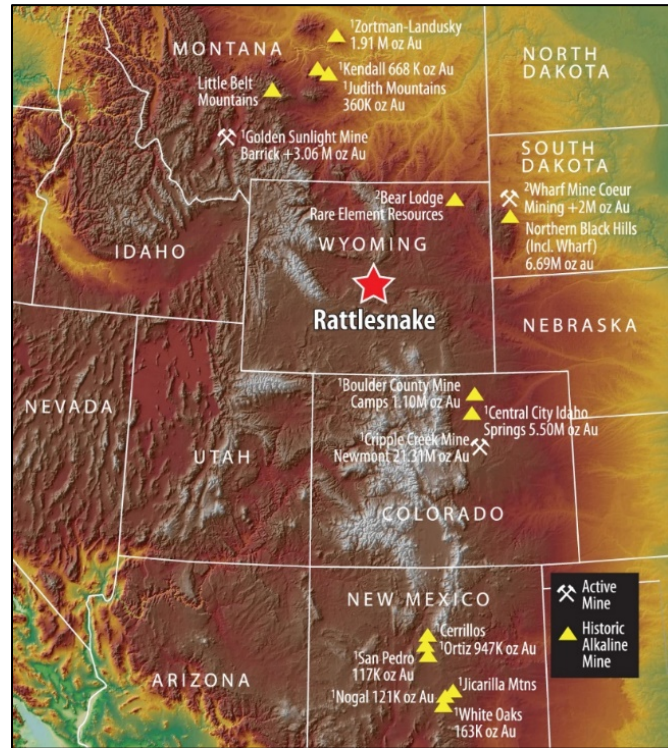 ¹Zortman-Landusky
1.91 M oz Au
MONTANA
NORTH
DAKOTA
¹Kendall 668 K oz Au
Little Belt
Mountains
¹Judith Mountains
360K oz Au
¹Golden Sunlight Mine
Barrick +3.06 M oz Au
SOUTH
DAKOTA
²Wharf Mine Coeur
Mining +2M oz Au
²Bear Lodge
Rare Element Resources
Northern Black Hills
(Incl. Wharf)
6.69M oz au
WYOMING
IDAHO
Rattlesnake
NEBRASKA
¹Boulder County Mine
Camps 1.10M oz Au
NEVADA
¹Central City Idaho
Springs 5.50M oz Au
¹Cripple Creek Mine
Newmont 21.31M oz Au
UTAH
COLORADO
Active
Mine
Historic
Alkaline
Mine
NEW MEXICO
¹Cerrillos
¹Ortiz 947K oz Au
¹San Pedro
117K oz Au
ARIZONA
¹Jicarilla Mtns
¹Nogal 121K oz Au
¹White Oaks
163K oz Au